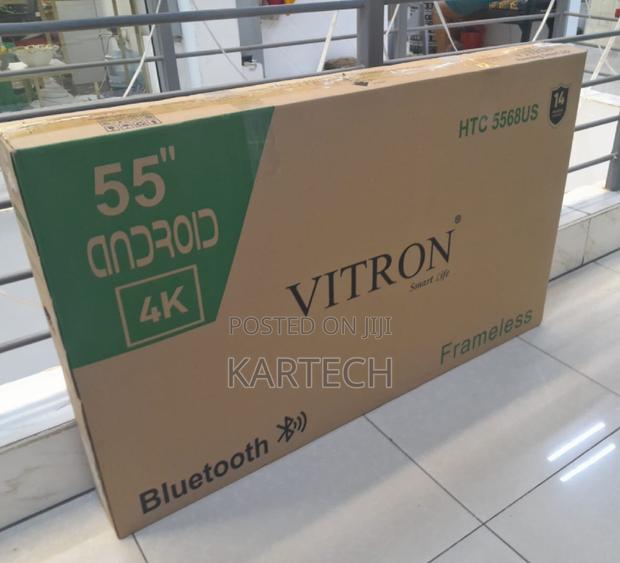 55"
ANDROID
4K
HTC 5568US
14
VITRON®
Smart Life
POSTED ON JIJI
KARTECH
Frameless
Bluetooth